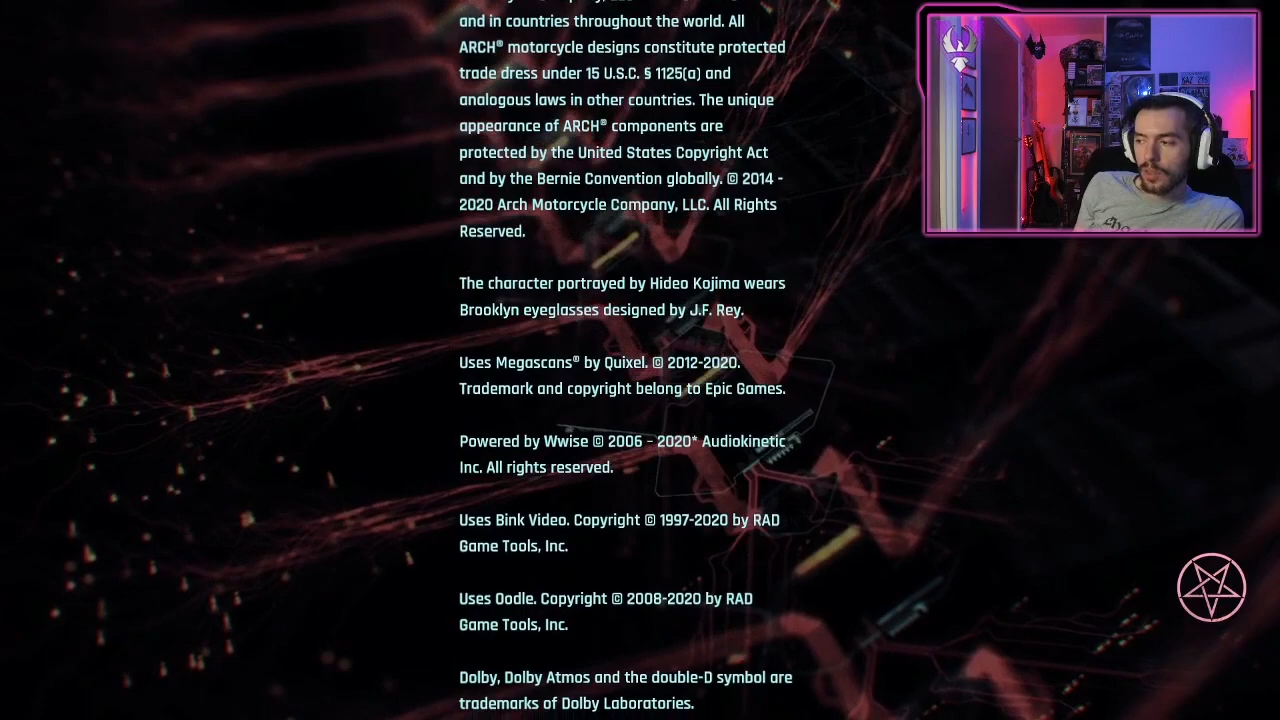 and in countries throughout the world. All
ARCH® motorcycle designs constitute protected
trade dress under 15 U.S.C. § 1125(a) and
analogous laws in other countries. The unique
appearance of ARCH® components are
protected by the United States Copyright Act
and by the Bernie Convention globally. © 2014 -
2020 Arch Motorcycle Company, LLC. All Rights
Reserved.
The character portrayed by Hideo Kojima wears
Brooklyn eyeglasses designed by J.F. Rey.
Uses Megascans® by Quixel. © 2012-2020.
Trademark and copyright belong to Epic Games.
Powered by Wwise © 2006 – 2020* Audiokinetic
Inc. All rights reserved.
Uses Bink Video. Copyright © 1997-2020 by RAD
Game Tools, Inc.
Uses Oodle. Copyright © 2008-2020 by RAD
Game Tools, Inc.
Dolby, Dolby Atmos and the double-D symbol are
trademarks of Dolby Laboratories.